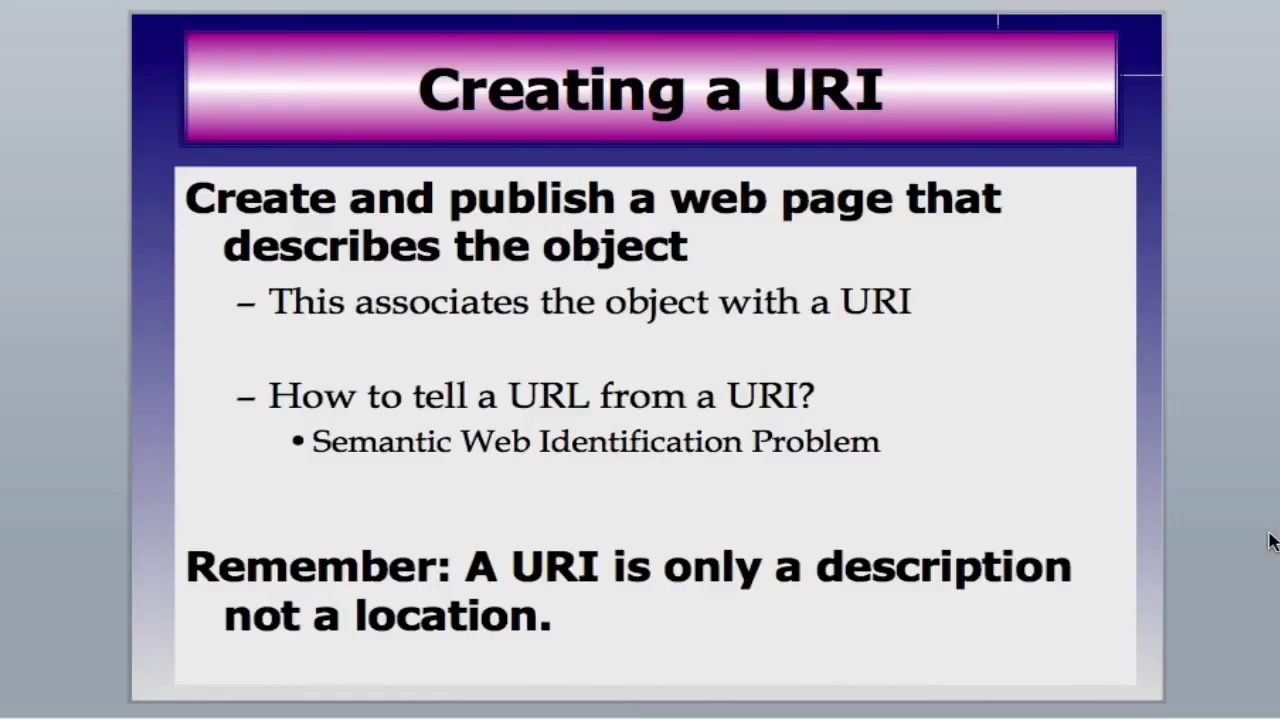 Creating a URI
Create and publish a web page that
describes the object
– This associates the object with a URI
– How to tell a URL from a URI?
• Semantic Web Identification Problem
Remember: A URI is only a description
not a location.